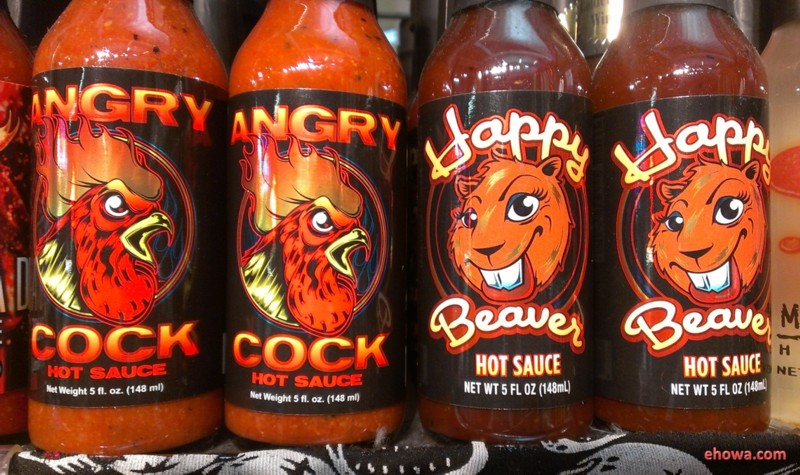 ANGRY
COCK
HOT SAUCE
Net Weight 5 fl. oz. (148 ml)
ANGRY
COCK
HOT SAUCE
Net Weight 5 fl. oz. (148 ml)
Happy
Beaver
HOT SAUCE
NET WT 5 FL OZ (148mL)
Happy
Beaver
HOT SAUCE
NET WT 5 FL OZ (148mL)
M
H
NE
ehowa.com